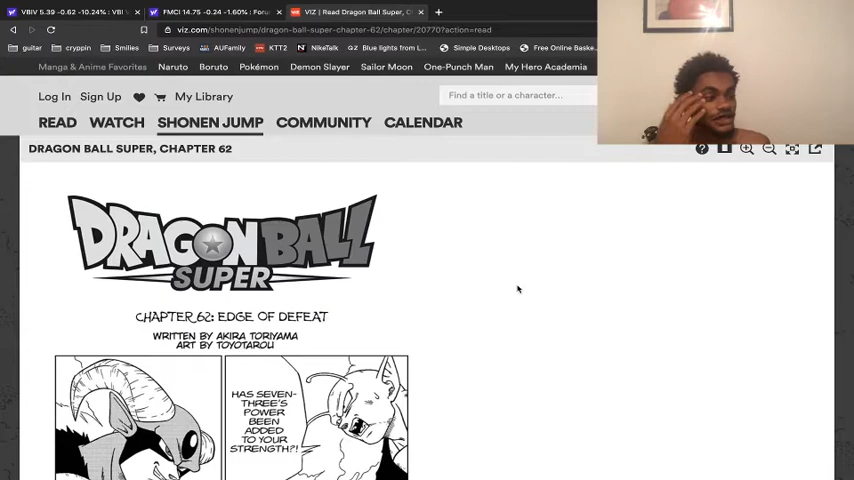 VBIV 5.39 -0.62 -10.24% : VBIV
FMCI 14.75 -0.24 -1.60% : Foru
VIZ | Read Dragon Ball Super, C
viz.com/shonenjump/dragon-ball-super-chapter-62/chapter/20770?action=read
guitar cryppin Smilies Surveys AUFamily KTT2 NikeTalk Blue lights from L... Simple Desktops Free Online Baske...
Manga & Anime Favorites Naruto Boruto Pokémon Demon Slayer Sailor Moon One-Punch Man My Hero Academia
Log In Sign Up My Library Find a title or a character...
READ WATCH SHONEN JUMP COMMUNITY CALENDAR
DRAGON BALL SUPER, CHAPTER 62
DRAGON BALL
SUPER
CHAPTER 62: EDGE OF DEFEAT
WRITTEN BY AKIRA TORIYAMA
ART BY TOYOTAROU
HAS SEVEN-
THREE'S
POWER
BEEN
ADDED
TO YOUR
STRENGTH?!